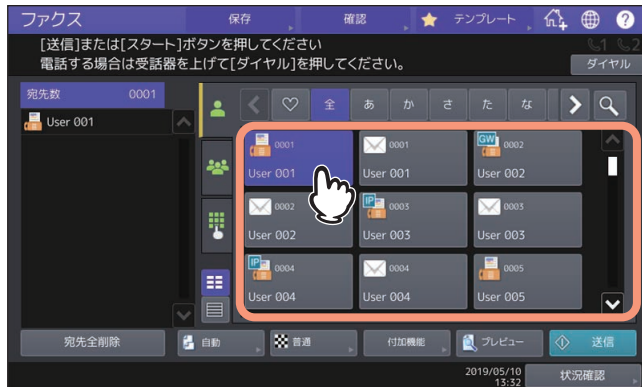 ファクス
保存
確認
テンプレート
?
[送信]または[スタート]ボタンを押してください
電話する場合は受話器を上げて[ダイヤル]を押してください。
1 2
ダイヤル
宛先数 0001
User 001
全 あ か さ た な
0001
User 001
0001
User 001
GW 0002
User 002
0002
User 002
IP 0003
User 003
0003
User 003
IP 0004
User 004
0004
User 004
0005
User 005
宛先全削除
自動
普通
付加機能
プレビュー
送信
2019/05/10
13:32
状況確認